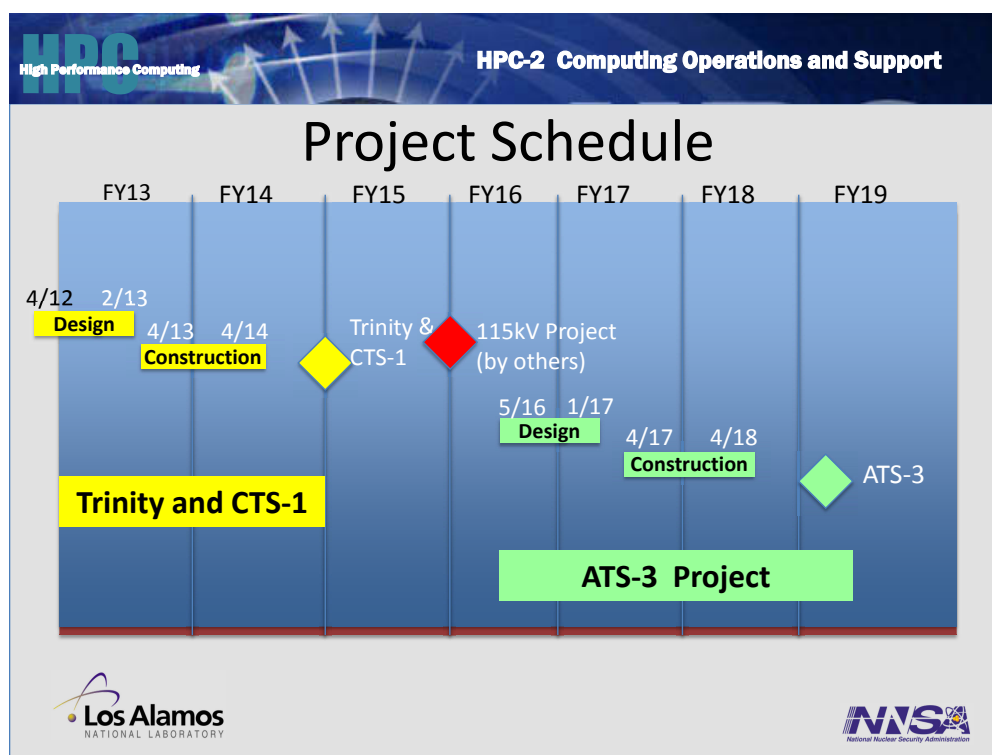 HPC
High Performance Computing
HPC-2 Computing Operations and Support
Project Schedule
FY13 FY14 FY15 FY16 FY17 FY18 FY19
4/12 2/13
Design
4/13 4/14
Construction
Trinity &
CTS-1
115kV Project
(by others)
5/16 1/17
Design
4/17 4/18
Construction
ATS-3
Trinity and CTS-1
ATS-3 Project
Los Alamos
NATIONAL LABORATORY
NNSA
National Nuclear Security Administration